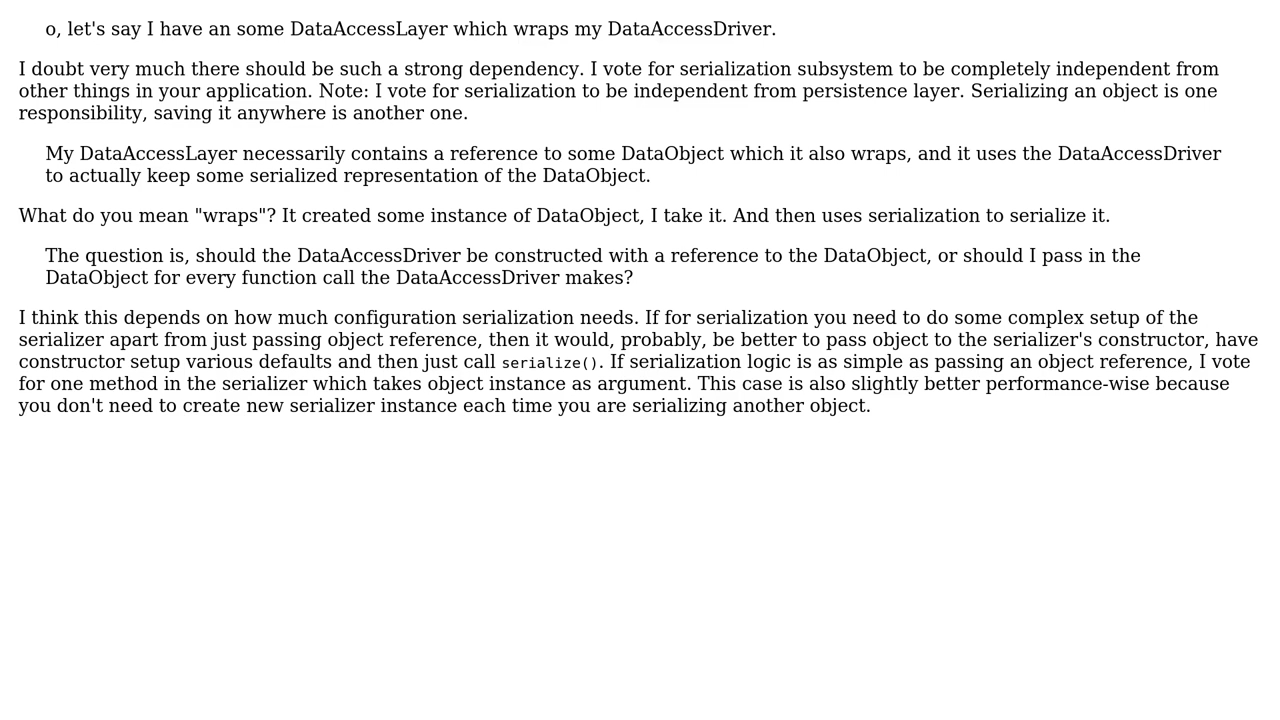 o, let's say I have an some DataAccessLayer which wraps my DataAccessDriver.
I doubt very much there should be such a strong dependency. I vote for serialization subsystem to be completely independent from
other things in your application. Note: I vote for serialization to be independent from persistence layer. Serializing an object is one
responsibility, saving it anywhere is another one.
My DataAccessLayer necessarily contains a reference to some DataObject which it also wraps, and it uses the DataAccessDriver
to actually keep some serialized representation of the DataObject.
What do you mean "wraps"? It created some instance of DataObject, I take it. And then uses serialization to serialize it.
The question is, should the DataAccessDriver be constructed with a reference to the DataObject, or should I pass in the
DataObject for every function call the DataAccessDriver makes?
I think this depends on how much configuration serialization needs. If for serialization you need to do some complex setup of the
serializer apart from just passing object reference, then it would, probably, be better to pass object to the serializer's constructor, have
constructor setup various defaults and then just call serialize(). If serialization logic is as simple as passing an object reference, I vote
for one method in the serializer which takes object instance as argument. This case is also slightly better performance-wise because
you don't need to create new serializer instance each time you are serializing another object.